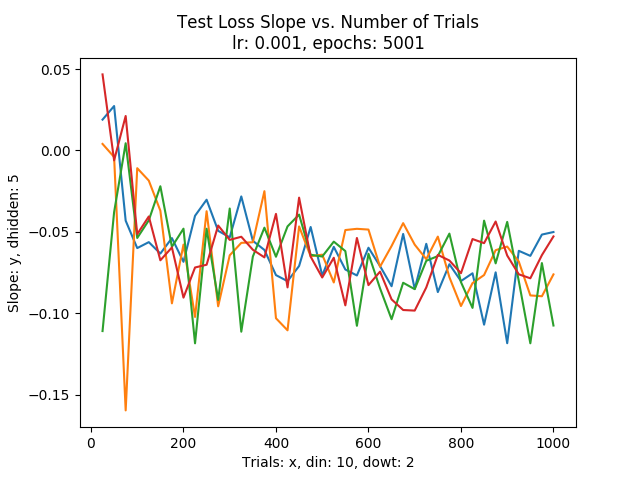 Test Loss Slope vs. Number of Trials
lr: 0.001, epochs: 5001
0.05
0.00
−0.05
−0.10
−0.15
Slope: y, dhidden: 5
0 200 400 600 800 1000
Trials: x, din: 10, dowt: 2